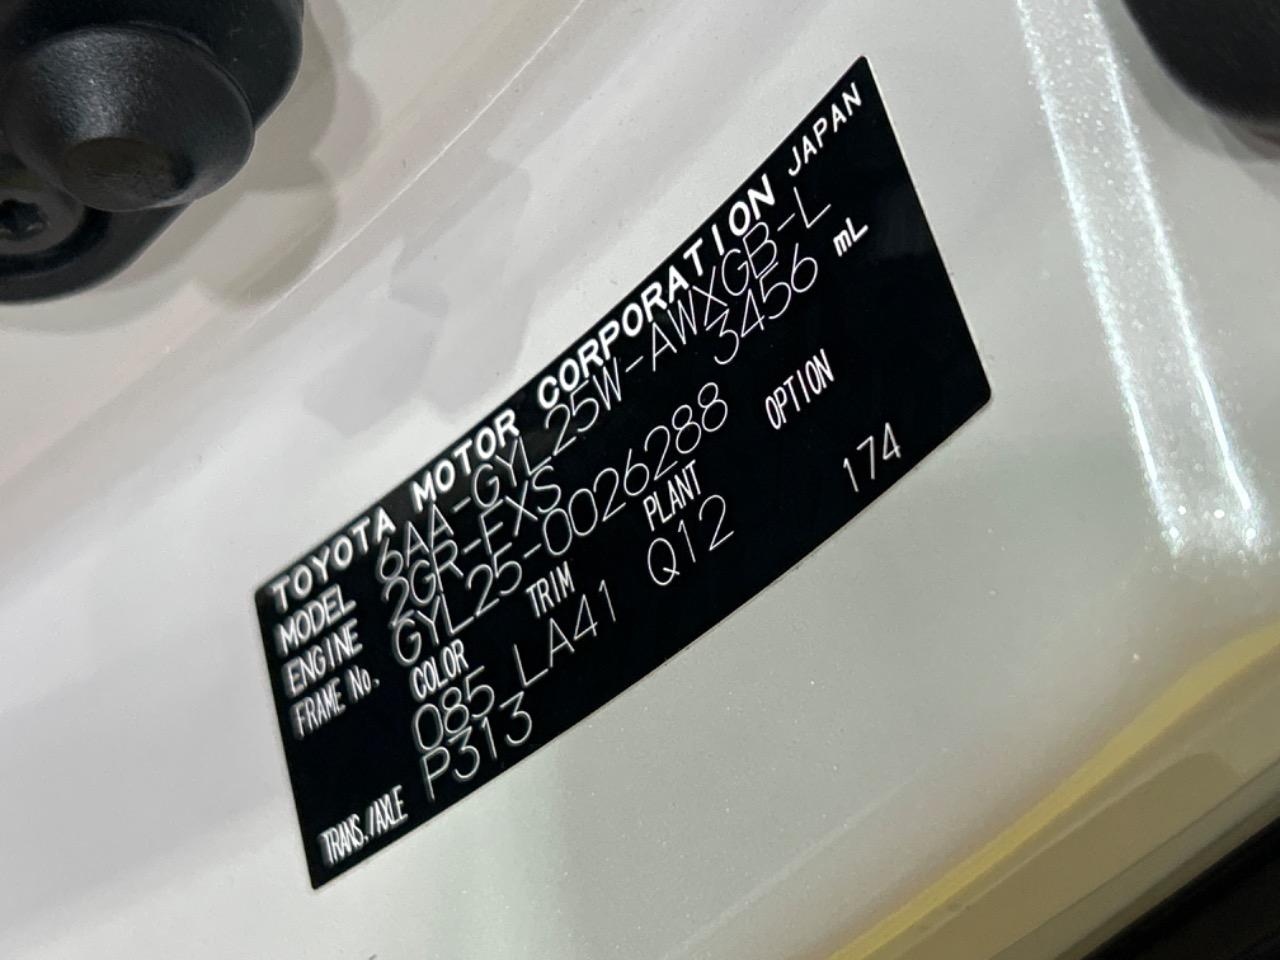 TOYOTA MOTOR CORPORATION JAPAN
MODEL 6AA-GYL25W-AWXGB-L
ENGINE 2GR-FXS 3456 mL
FRAME No. GYL25-0026288
COLOR TRIM PLANT OPTION
085 LA41 Q12 174
TRANS./AXLE P313